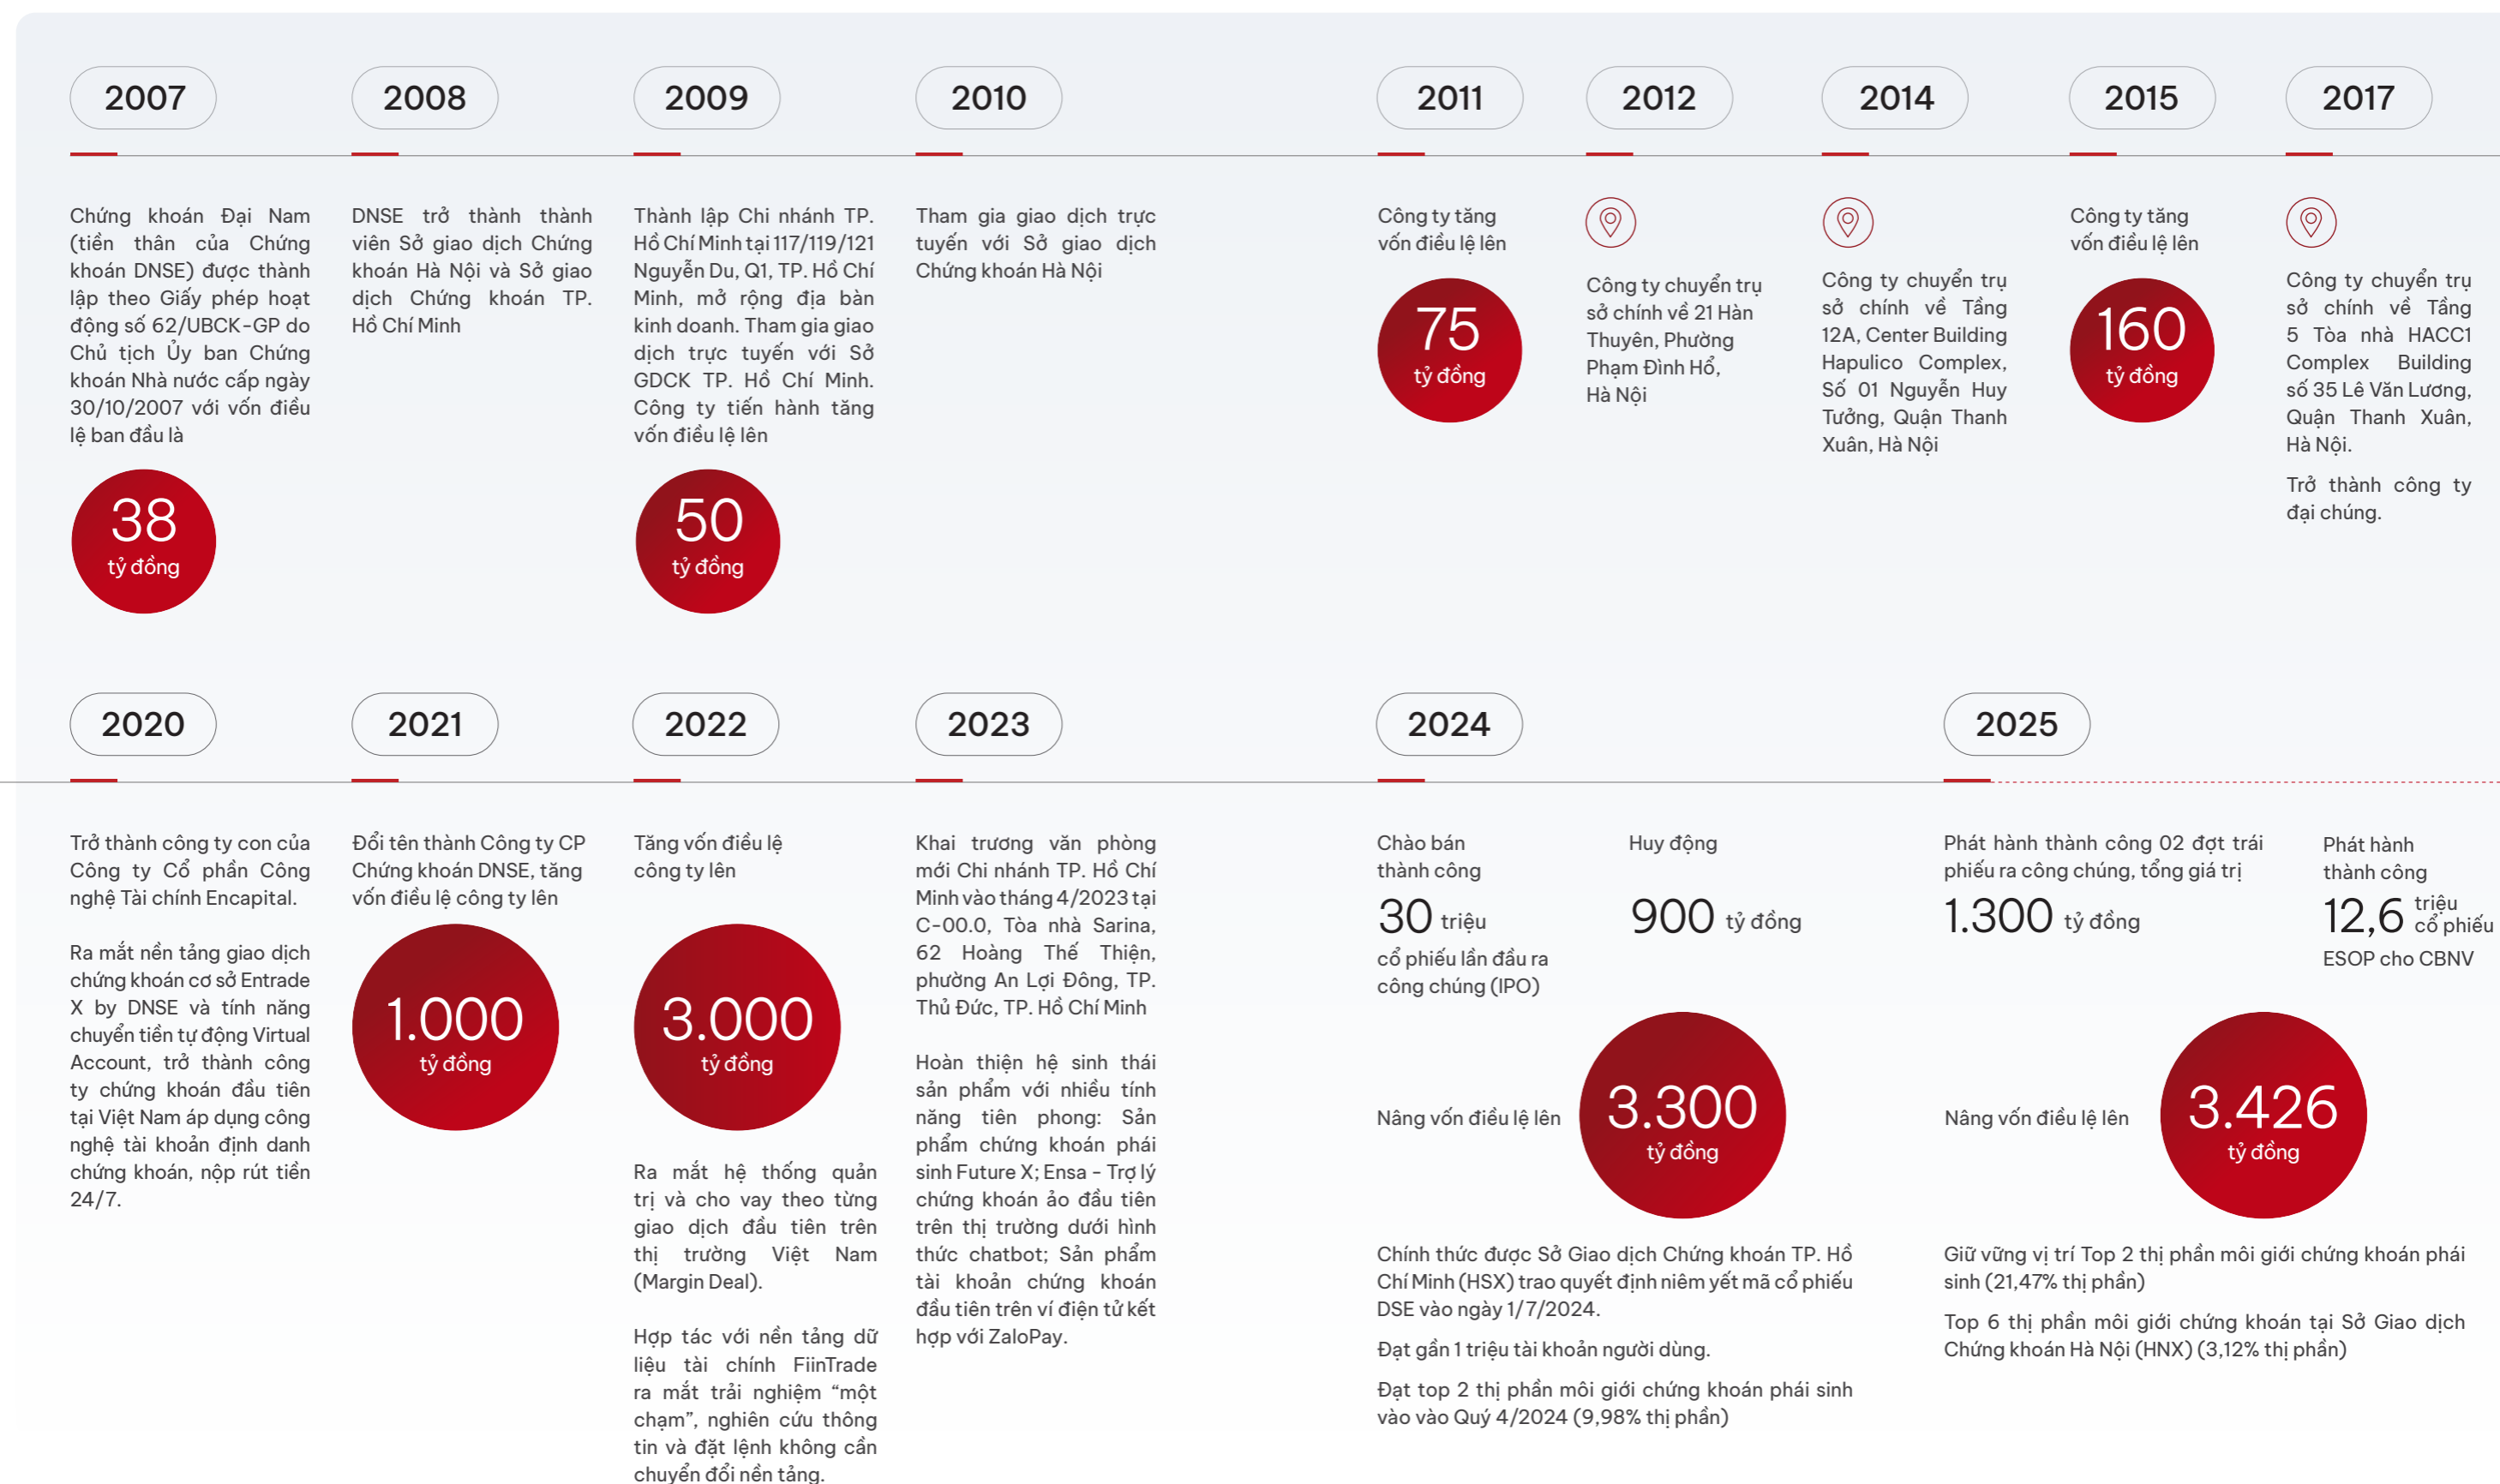 2007
Chứng khoán Đại Nam
(tiền thân của Chứng
khoán DNSE) được thành
lập theo Giấy phép hoạt
động số 62/UBCK-GP do
Chủ tịch Ủy ban Chứng
khoán Nhà nước cấp ngày
30/10/2007 với vốn điều
lệ ban đầu là
38
tỷ đồng
2008
DNSE trở thành thành
viên Sở giao dịch Chứng
khoán Hà Nội và Sở giao
dịch Chứng khoán TP.
Hồ Chí Minh
2009
Thành lập Chi nhánh TP.
Hồ Chí Minh tại 117/119/121
Nguyễn Du, Q1, TP. Hồ Chí
Minh, mở rộng địa bàn
kinh doanh. Tham gia giao
dịch trực tuyến với Sở
GDCK TP. Hồ Chí Minh.
Công ty tiến hành tăng
vốn điều lệ lên
50
tỷ đồng
2010
Tham gia giao dịch trực
tuyến với Sở giao dịch
Chứng khoán Hà Nội
2011
Công ty tăng
vốn điều lệ lên
75
tỷ đồng
2012
Công ty chuyển trụ
sở chính về 21 Hàn
Thuyên, Phường
Phạm Đình Hổ,
Hà Nội
2014
Công ty chuyển trụ
sở chính về Tầng
12A, Center Building
Hapulico Complex,
Số 01 Nguyễn Huy
Tưởng, Quận Thanh
Xuân, Hà Nội
2015
Công ty tăng
vốn điều lệ lên
160
tỷ đồng
2017
Công ty chuyển trụ
sở chính về Tầng
5 Tòa nhà HACC1
Complex Building
số 35 Lê Văn Lương,
Quận Thanh Xuân,
Hà Nội.
Trở thành công ty
đại chúng.
2020
Trở thành công ty con của
Công ty Cổ phần Công
nghệ Tài chính Encapital.
Ra mắt nền tảng giao dịch
chứng khoán cơ sở Entrade
X by DNSE và tính năng
chuyển tiền tự động Virtual
Account, trở thành công
ty chứng khoán đầu tiên
tại Việt Nam áp dụng công
nghệ tài khoản định danh
chứng khoán, nộp rút tiền
24/7.
2021
Đổi tên thành Công ty CP
Chứng khoán DNSE, tăng
vốn điều lệ công ty lên
1.000
tỷ đồng
2022
Tăng vốn điều lệ
công ty lên
3.000
tỷ đồng
Ra mắt hệ thống quản
trị và cho vay theo từng
giao dịch đầu tiên trên
thị trường Việt Nam
(Margin Deal).
Hợp tác với nền tảng dữ
liệu tài chính FiinTrade
ra mắt trải nghiệm “một
chạm”, nghiên cứu thông
tin và đặt lệnh không cần
chuyển đổi nền tảng.
2023
Khai trương văn phòng
mới Chi nhánh TP. Hồ Chí
Minh vào tháng 4/2023 tại
C-00.0, Tòa nhà Sarina,
62 Hoàng Thế Thiện,
phường An Lợi Đông, TP.
Thủ Đức, TP. Hồ Chí Minh
Hoàn thiện hệ sinh thái
sản phẩm với nhiều tính
năng tiên phong: Sản
phẩm chứng khoán phái
sinh Future X; Ensa - Trợ lý
chứng khoán ảo đầu tiên
trên thị trường dưới hình
thức chatbot; Sản phẩm
tài khoản chứng khoán
đầu tiên trên ví điện tử kết
hợp với ZaloPay.
2024
Chào bán
thành công
30 triệu
cổ phiếu lần đầu ra
công chúng (IPO)
Huy động
900 tỷ đồng
Nâng vốn điều lệ lên
3.300
tỷ đồng
Chính thức được Sở Giao dịch Chứng khoán TP. Hồ
Chí Minh (HSX) trao quyết định niêm yết mã cổ phiếu
DSE vào ngày 1/7/2024.
Đạt gần 1 triệu tài khoản người dùng.
Đạt top 2 thị phần môi giới chứng khoán phái sinh
vào vào Quý 4/2024 (9,98% thị phần)
2025
Phát hành thành công 02 đợt trái
phiếu ra công chúng, tổng giá trị
1.300 tỷ đồng
Phát hành
thành công
12,6 triệu
cổ phiếu
ESOP cho CBNV
Nâng vốn điều lệ lên
3.426
tỷ đồng
Giữ vững vị trí Top 2 thị phần môi giới chứng khoán phái
sinh (21,47% thị phần)
Top 6 thị phần môi giới chứng khoán tại Sở Giao dịch
Chứng khoán Hà Nội (HNX) (3,12% thị phần)